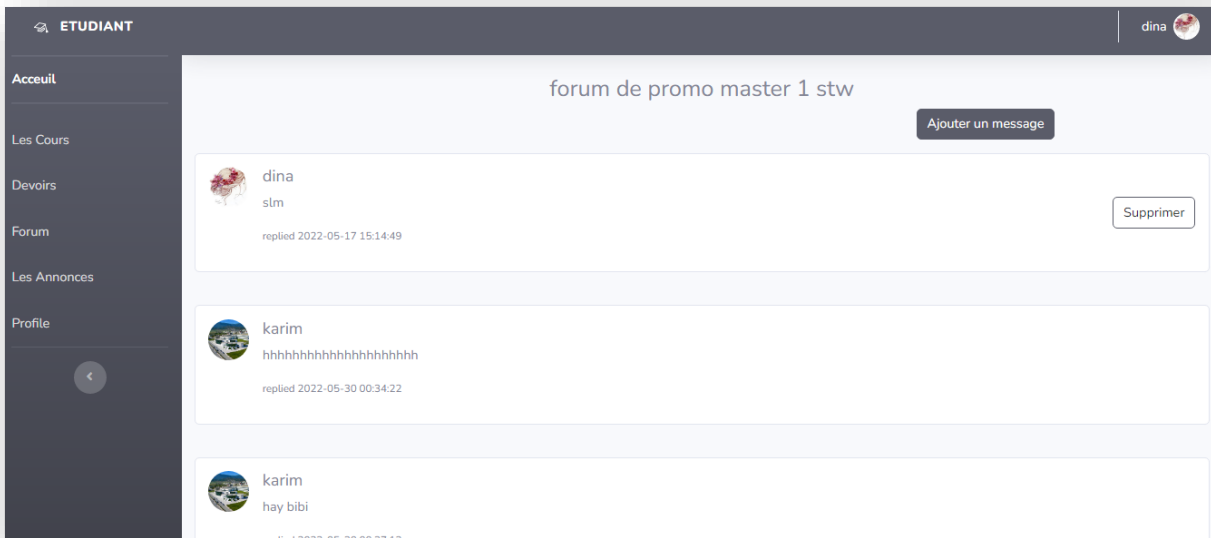 ETUDIANT
dina
Acceuil
Les Cours
Devoirs
Forum
Les Annonces
Profile
forum de promo master 1 stw
Ajouter un message
dina
slm
replied 2022-05-17 15:14:49
Supprimer
karim
hhhhhhhhhhhhhhhhhhhhh
replied 2022-05-30 00:34:22
karim
hay bibi